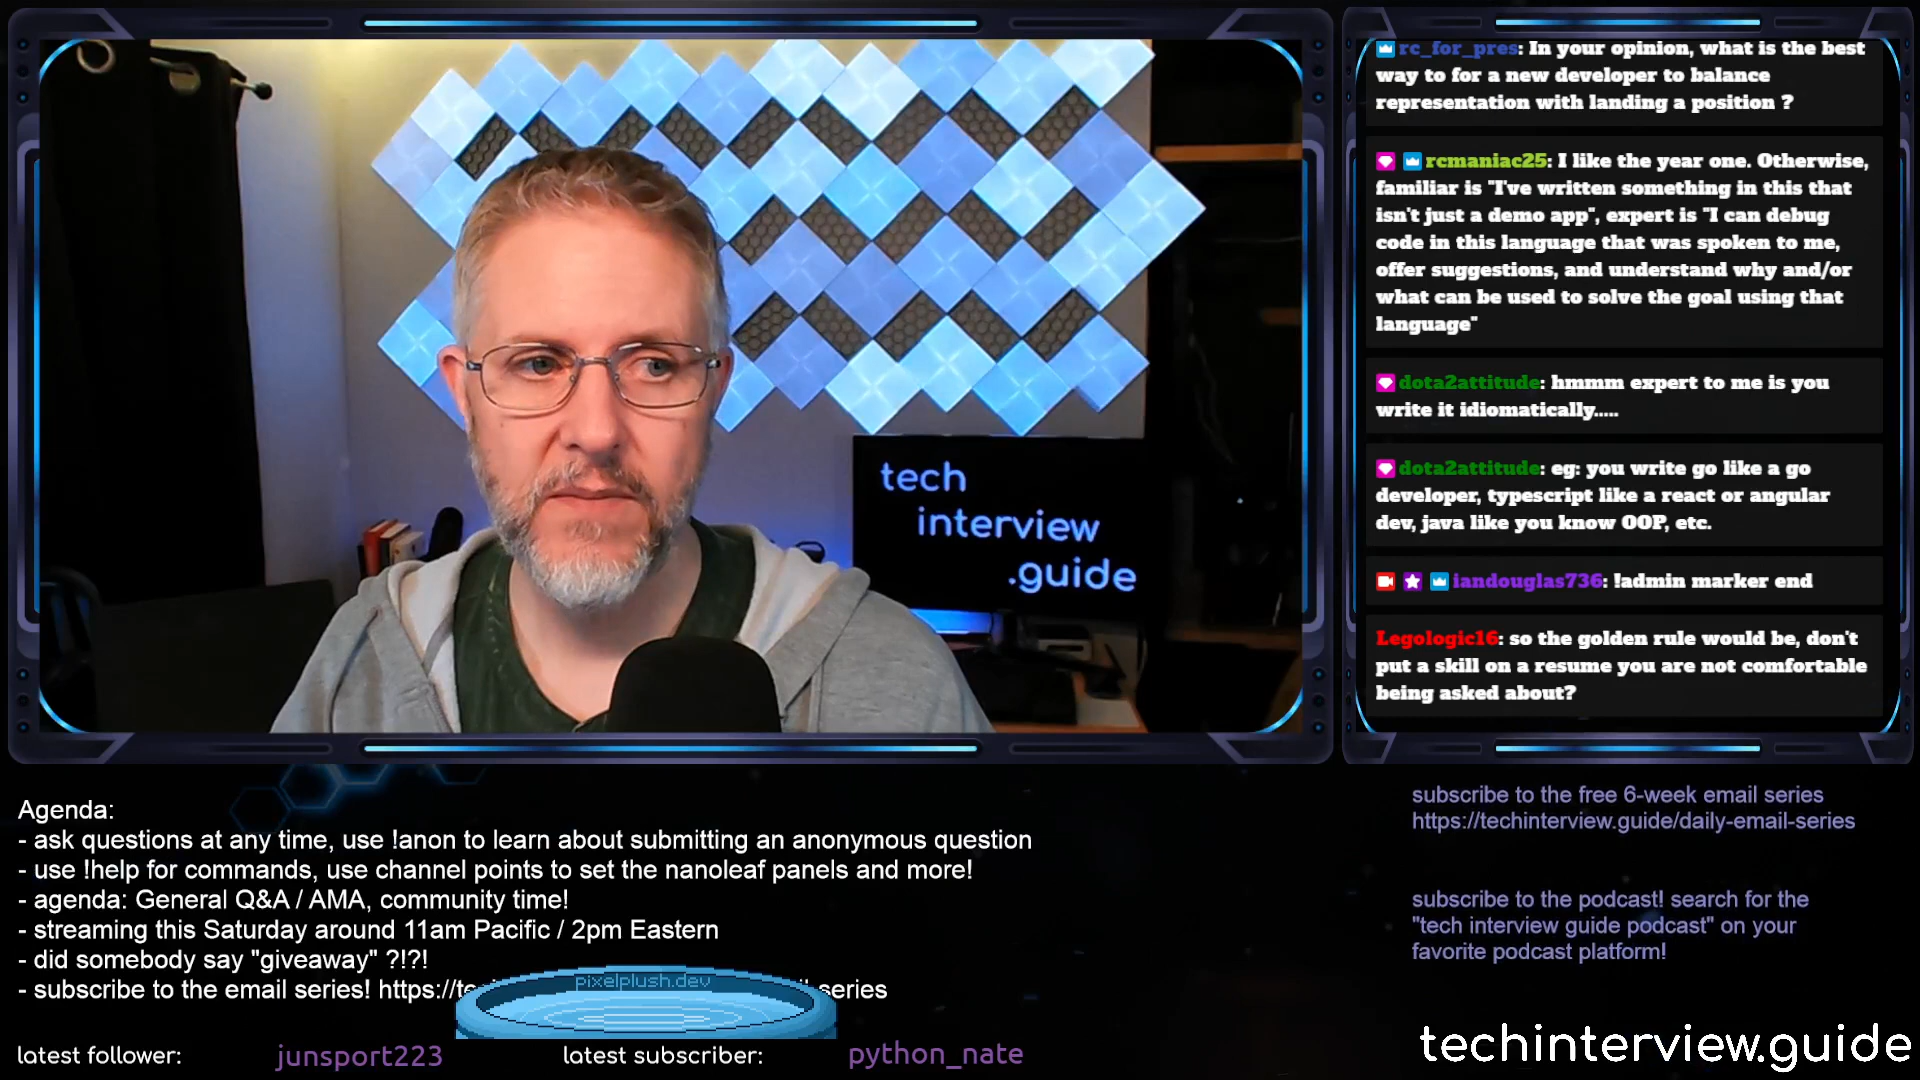 rc_for_pres: In your opinion, what is the best
way to for a new developer to balance
representation with landing a position ?
rcmaniac25: I like the year one. Otherwise,
familiar is "I've written something in this that
isn't just a demo app", expert is "I can debug
code in this language that was spoken to me,
offer suggestions, and understand why and/or
what can be used to solve the goal using that
language"
dota2attitude: hmmm expert to me is you
write it idiomatically.....
dota2attitude: eg: you write go like a go
developer, typescript like a react or angular
dev, java like you know OOP, etc.
iandouglas736: !admin marker end
Legologic16: so the golden rule would be, don't
put a skill on a resume you are not comfortable
being asked about?
tech
interview
.guide
Agenda:
- ask questions at any time, use !anon to learn about submitting an anonymous question
- use !help for commands, use channel points to set the nanoleaf panels and more!
- agenda: General Q&A / AMA, community time!
- streaming this Saturday around 11am Pacific / 2pm Eastern
- did somebody say "giveaway" ?!?!
- subscribe to the email series! https://te
series
pixelplush.dev
latest follower: junsport223
latest subscriber: python_nate
subscribe to the free 6-week email series
https://techinterview.guide/daily-email-series
subscribe to the podcast! search for the
"tech interview guide podcast" on your
favorite podcast platform!
techinterview.guide